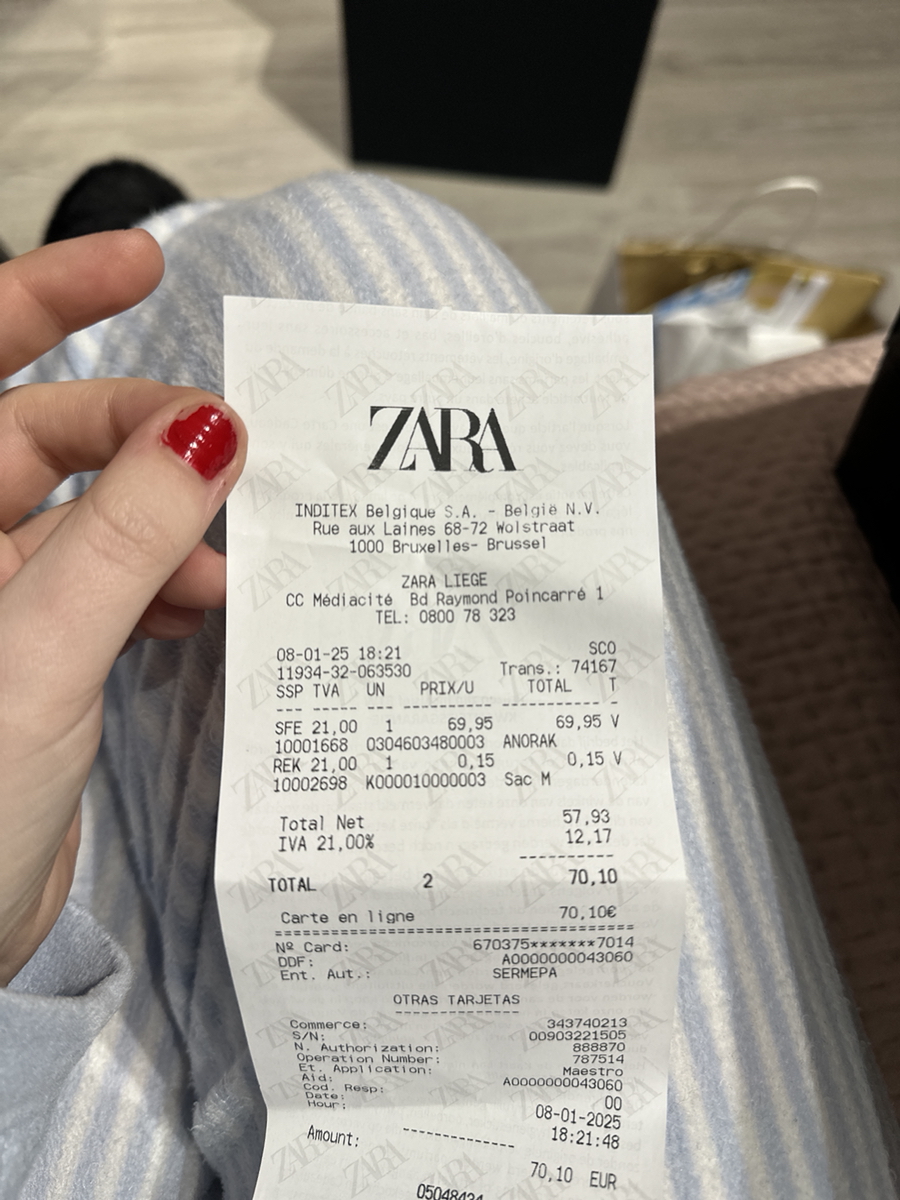 ZARA
INDITEX Belgique S.A. - België N.V.
Rue aux Laines 68-72 Wolstraat
1000 Bruxelles- Brussel
ZARA LIEGE
CC Médiacité Bd Raymond Poincarré 1
TEL: 0800 78 323
08-01-25 18:21 SCO
11934-32-063530 Trans.: 74167
SSP TVA UN PRIX/U TOTAL T
--- ----- --- ---------- ----------- -
SFE 21,00 1 69,95 69,95 V
10001668 0304603480003 ANORAK
REK 21,00 1 0,15 0,15 V
10002698 K000010000003 Sac M
Total Net 57,93
IVA 21,00% 12,17
----------
TOTAL 2 70,10
Carte en ligne 70,10€
========================================
Nº Card: 670375*******7014
DDF: A0000000043060
Ent. Aut.: SERMEPA
OTRAS TARJETAS
---------------
Commerce: 343740213
S/N: 00903221505
N. Authorization: 888870
Operation Number: 787514
Et. Application: Maestro
Aid: A0000000043060
Cod. Resp: 00
Date: 08-01-2025
Hour: 18:21:48
---------------
Amount: 70,10 EUR